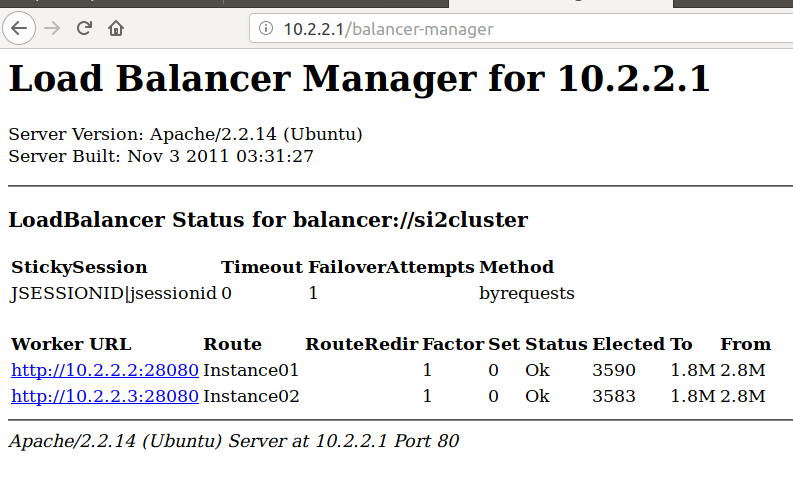 10.2.2.1/balancer-manager
Load Balancer Manager for 10.2.2.1
Server Version: Apache/2.2.14 (Ubuntu)
Server Built: Nov 3 2011 03:31:27
LoadBalancer Status for balancer://si2cluster
StickySession Timeout FailoverAttempts Method
JSESSIONID|jsessionid 0 1 byrequests
Worker URL Route RouteRedir Factor Set Status Elected To From
http://10.2.2.2:28080 Instance01 1 0 Ok 3590 1.8M 2.8M
http://10.2.2.3:28080 Instance02 1 0 Ok 3583 1.8M 2.8M
Apache/2.2.14 (Ubuntu) Server at 10.2.2.1 Port 80